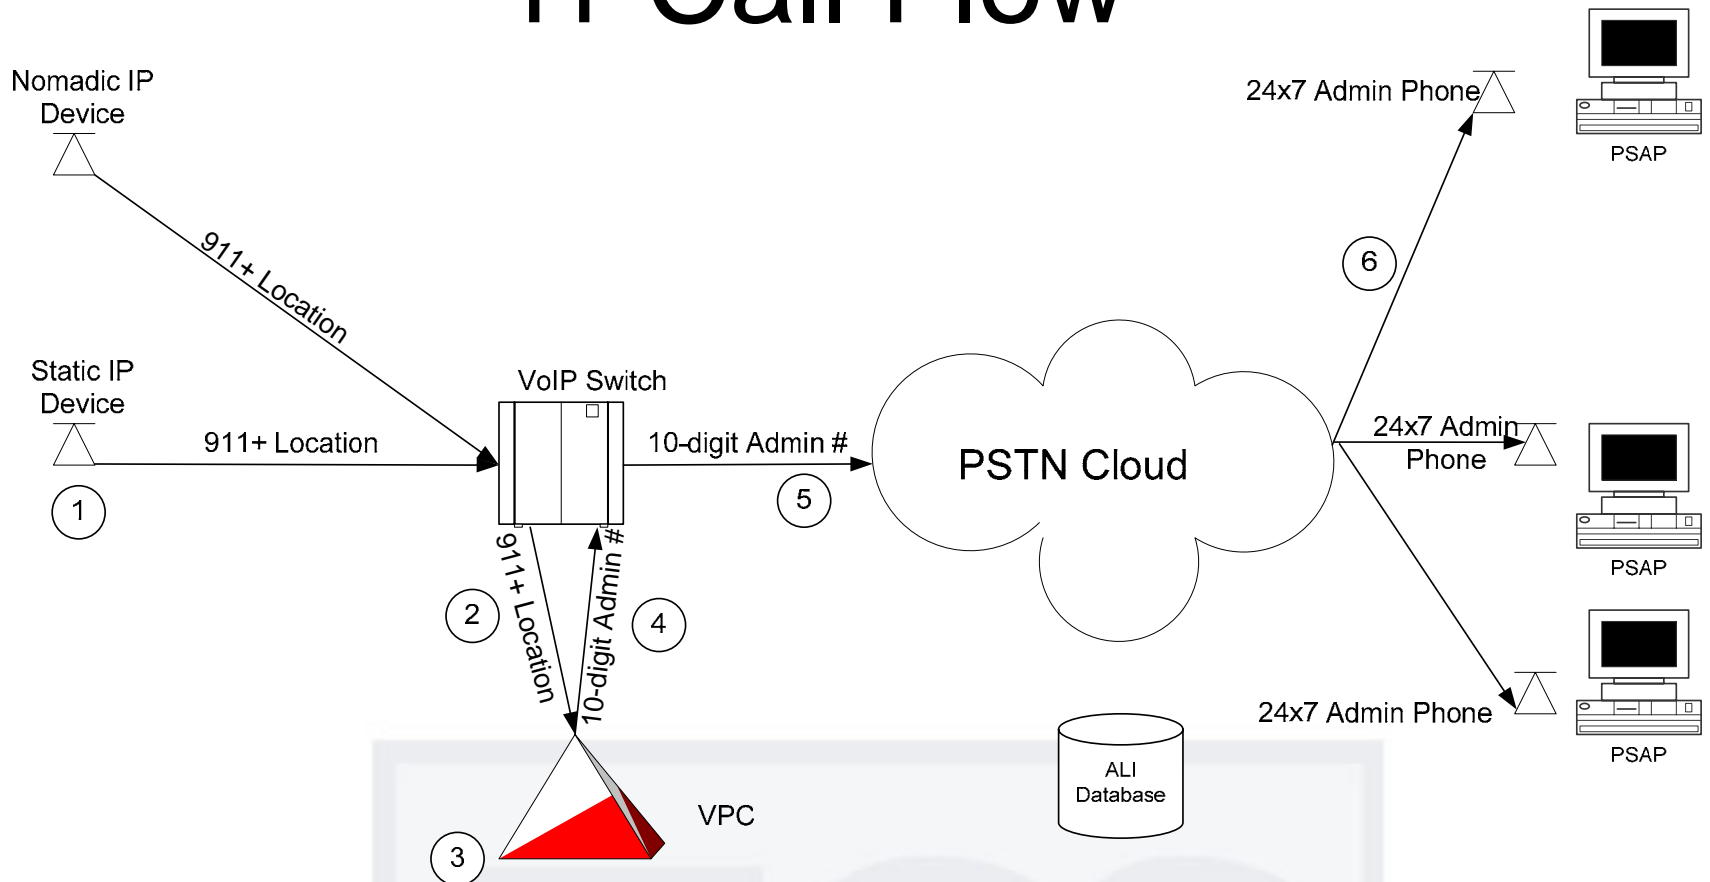 Call Flow
Nomadic IP
Device
24x7 Admin Phone
PSAP
911+ Location
6
Static IP
Device
VoIP Switch
911+ Location
10-digit Admin #
PSTN Cloud
24x7 Admin
Phone
1
5
PSAP
911+ Location
10-digit Admin #
2
4
24x7 Admin Phone
PSAP
ALI
Database
VPC
3